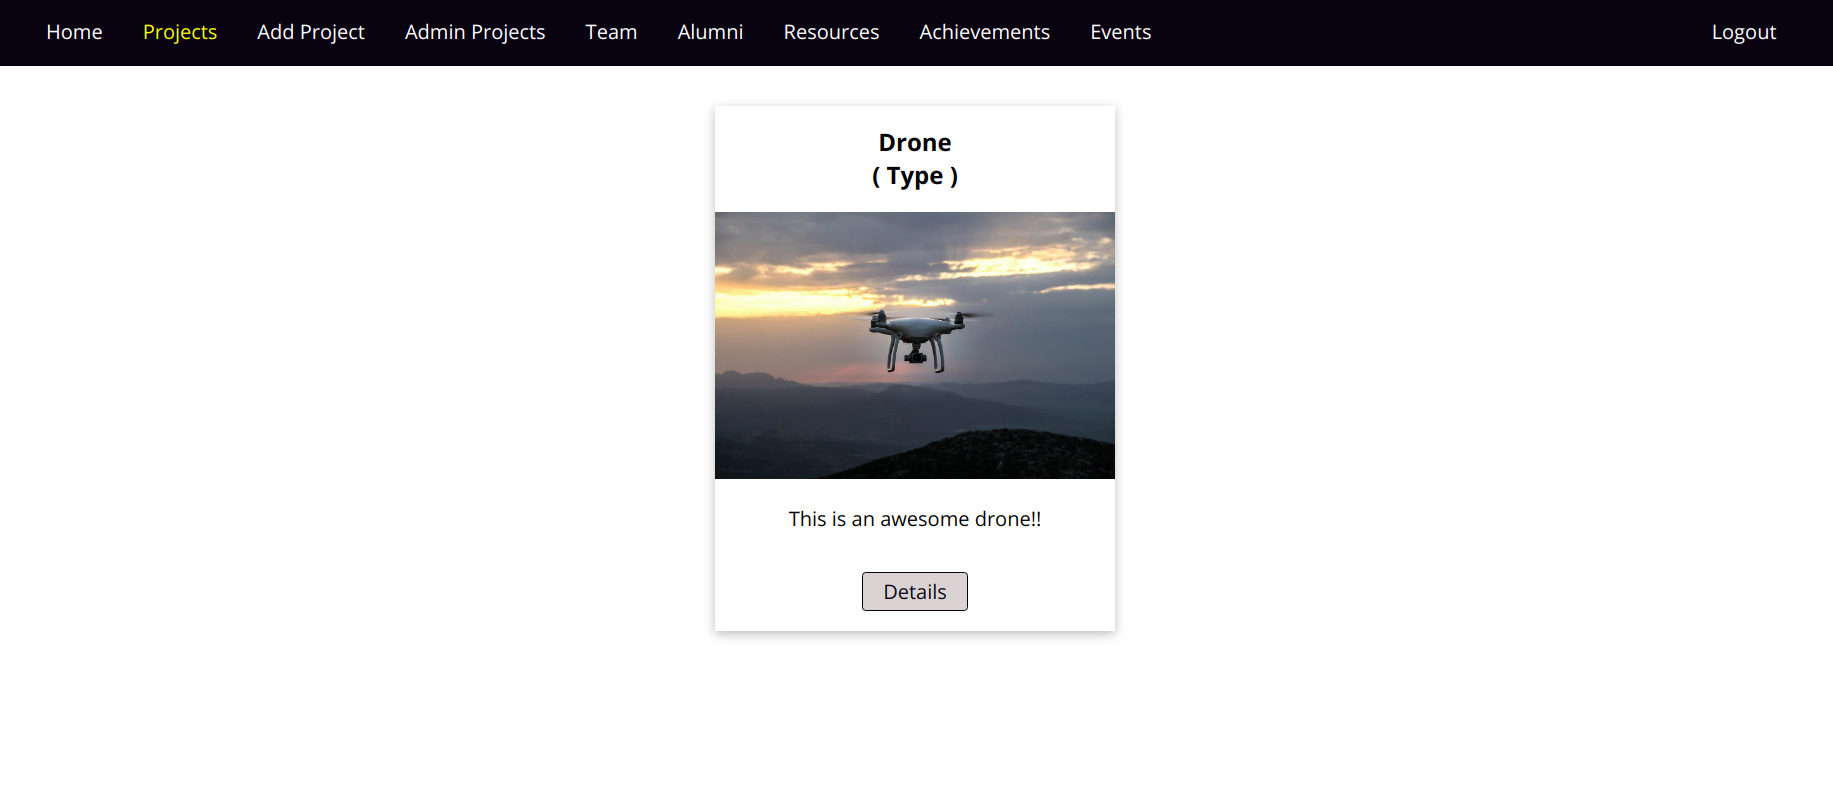 Home Projects Add Project Admin Projects Team Alumni Resources Achievements Events Logout
Drone
( Type )
This is an awesome drone!!
Details